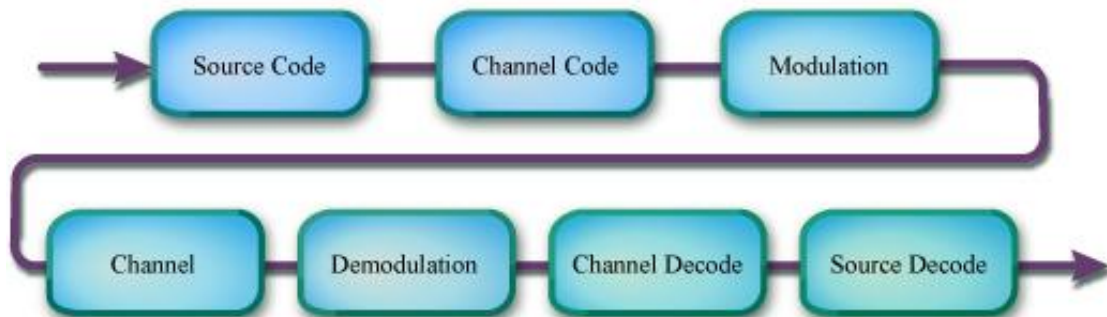 Source Code
Channel Code
Modulation
Channel
Demodulation
Channel Decode
Source Decode